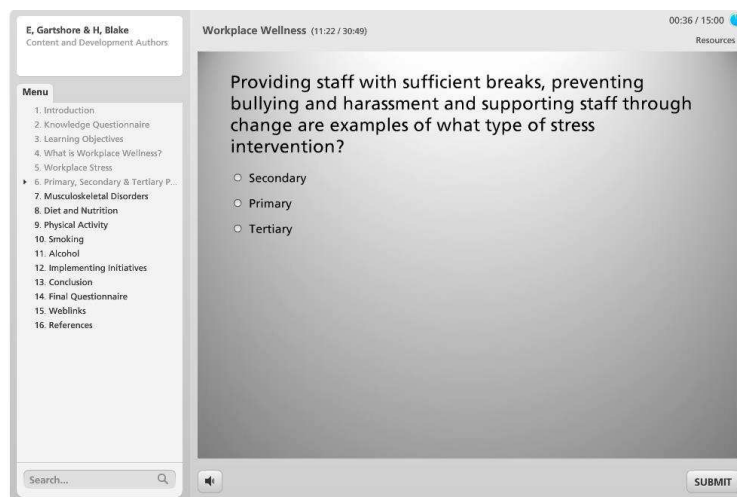 E, Gartshore & H, Blake
Content and Development Authors
Workplace Wellness (11:22 / 30:49)
00:36 / 15:00
Resources
Menu
1. Introduction
2. Knowledge Questionnaire
3. Learning Objectives
4. What is Workplace Wellness?
5. Workplace Stress
6. Primary, Secondary & Tertiary P...
7. Musculoskeletal Disorders
8. Diet and Nutrition
9. Physical Activity
10. Smoking
11. Alcohol
12. Implementing Initiatives
13. Conclusion
14. Final Questionnaire
15. Weblinks
16. References
Search...
Providing staff with sufficient breaks, preventing
bullying and harassment and supporting staff through
change are examples of what type of stress
intervention?
Secondary
Primary
Tertiary
SUBMIT